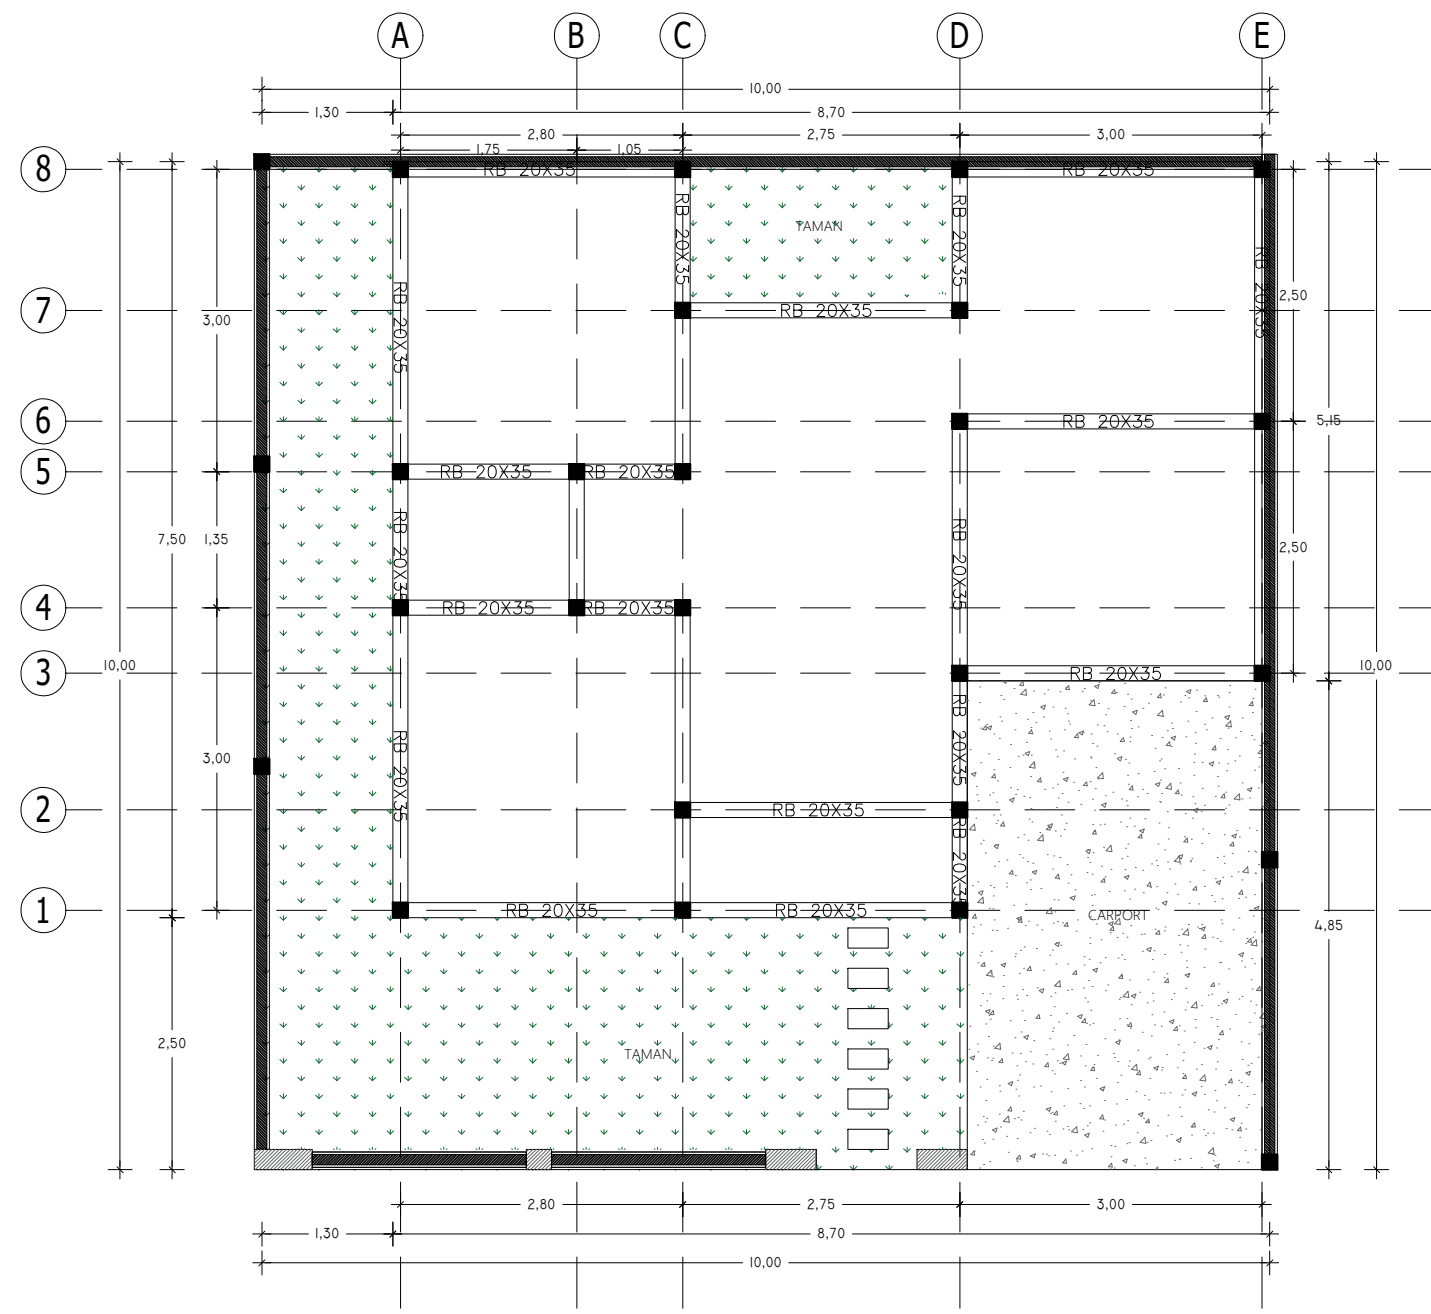 A B C D E
10,00
1,30 8,70
2,80 2,75 3,00
1,75 1,05
8 RB 20X35 RB 20X35
RB 20X35 RB 20X35
TAMAN
RB 20X35
RB 20X35
2,50
7 3,00 RB 20X35
6 RB 20X35 5,15
5 RB 20X35 RB 20X35
7,50 1,35 RB 20X35 RB 20X35 2,50
4 RB 20X35 RB 20X35
10,00 10,00
3 RB 20X35
RB 20X35
3,00 RB 20X35
2 RB 20X35
RB 20X35
1 RB 20X35 RB 20X35
CARPORT
4,85
2,50
TAMAN
2,80 2,75 3,00
1,30 8,70
10,00